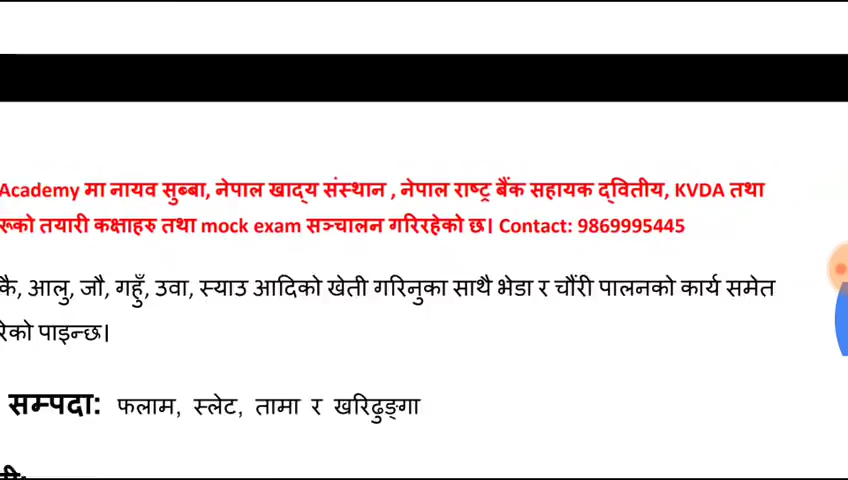 Academy मा नायव सुब्बा, नेपाल खाद्य संस्थान , नेपाल राष्ट्र बैंक सहायक द्वितीय, KVDA तथा
रूको तयारी कक्षाहरु तथा mock exam सञ्चालन गरिरहेको छ। Contact: 9869995445
कै, आलु, जौ, गहुँ, उवा, स्याउ आदिको खेती गरिनुका साथै भेडा र चौंरी पालनको कार्य समेत
रेको पाइन्छ।
सम्पदा: फलाम, स्लेट, तामा र खरिढुङ्गा